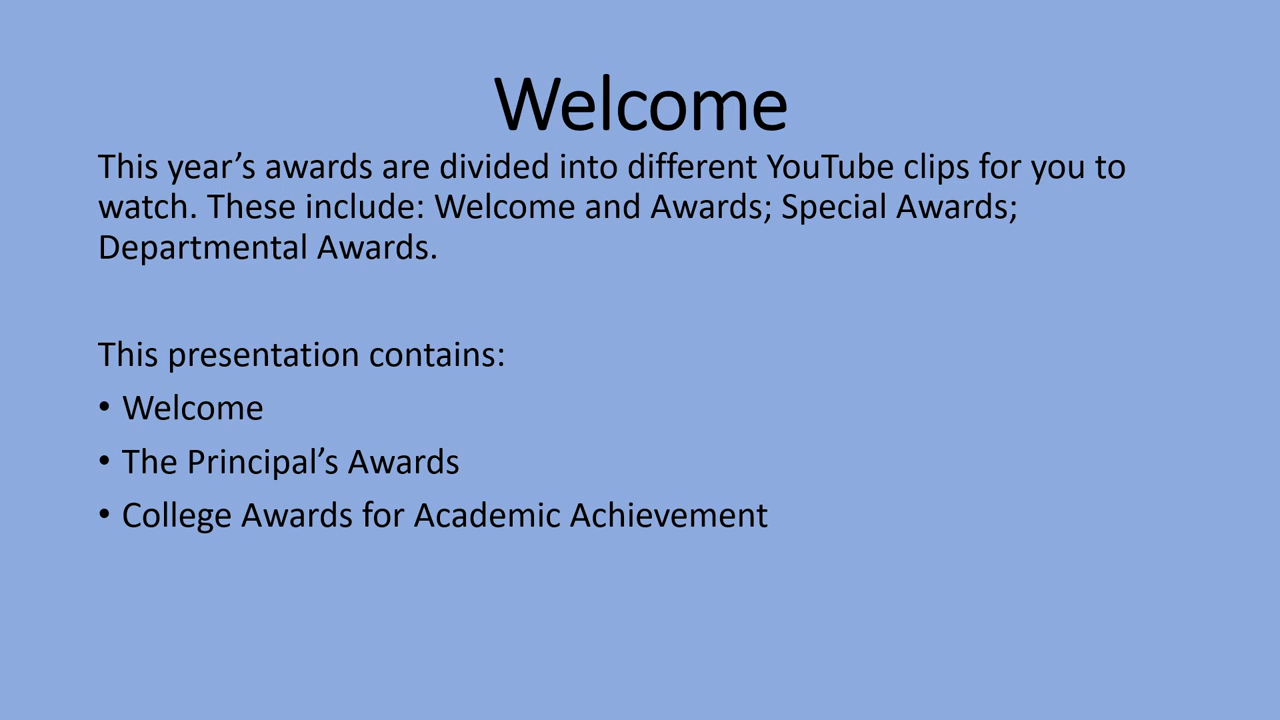 Welcome
This year’s awards are divided into different YouTube clips for you to
watch. These include: Welcome and Awards; Special Awards;
Departmental Awards.
This presentation contains:
• Welcome
• The Principal’s Awards
• College Awards for Academic Achievement